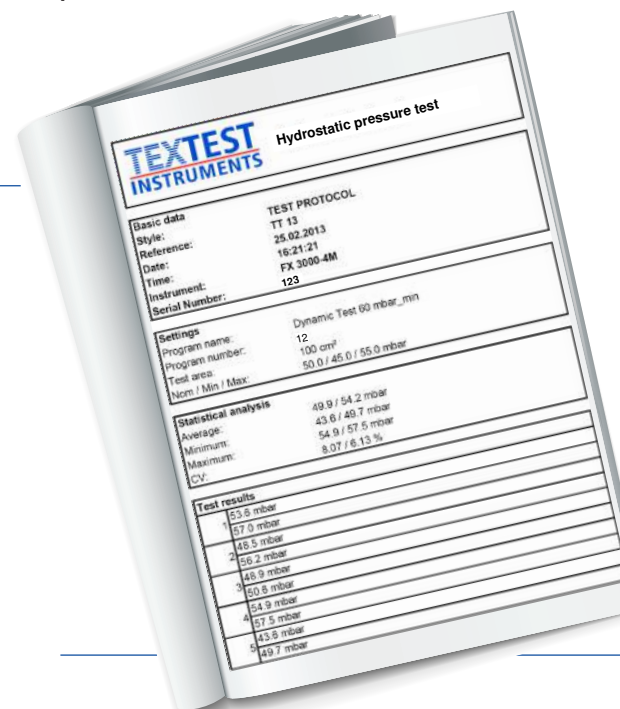 TEXTEST
INSTRUMENTS
Hydrostatic pressure test
Basic data
Style: TEST PROTOCOL
Reference: TT 13
Date: 25.02.2013
Time: 16:21:21
Instrument: FX 3000-4M
Serial Number: 123
Settings
Program name: Dynamic Test 60 mbar_min
Program number: 12
Test area: 100 cm²
Nom / Min / Max: 50.0 / 45.0 / 55.0 mbar
Statistical analysis
Average: 49.9 / 54.2 mbar
Minimum: 43.6 / 49.7 mbar
Maximum: 54.9 / 57.5 mbar
CV: 8.07 / 6.13 %
Test results
1 53.6 mbar
57.0 mbar
2 48.5 mbar
56.2 mbar
3 48.9 mbar
50.6 mbar
4 54.9 mbar
57.5 mbar
5 43.6 mbar
49.7 mbar